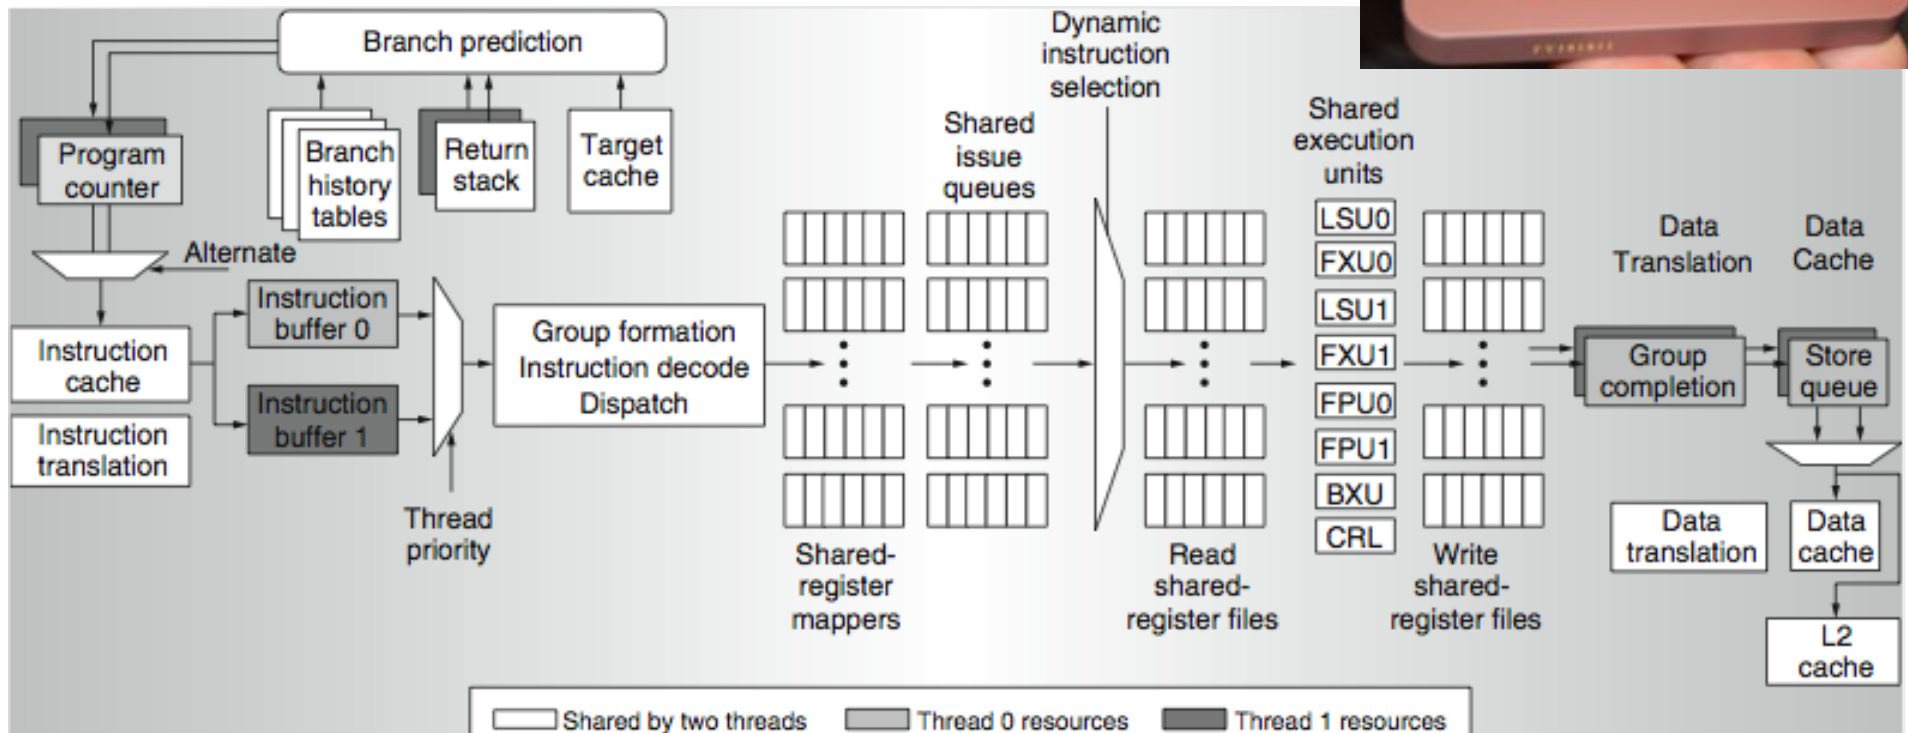 Branch prediction
Program
counter
Branch
history
tables
Return
stack
Target
cache
Alternate
Instruction
cache
Instruction
translation
Instruction
buffer 0
Instruction
buffer 1
Thread
priority
Group formation
Instruction decode
Dispatch
Shared-
register
mappers
Shared
issue
queues
Dynamic
instruction
selection
Read
shared-
register files
Shared
execution
units
LSU0
FXU0
LSU1
FXU1
FPU0
FPU1
BXU
CRL
Write
shared-
register files
Data
Translation
Data
Cache
Group
completion
Store
queue
Data
translation
Data
cache
L2
cache
Shared by two threads
Thread 0 resources
Thread 1 resources